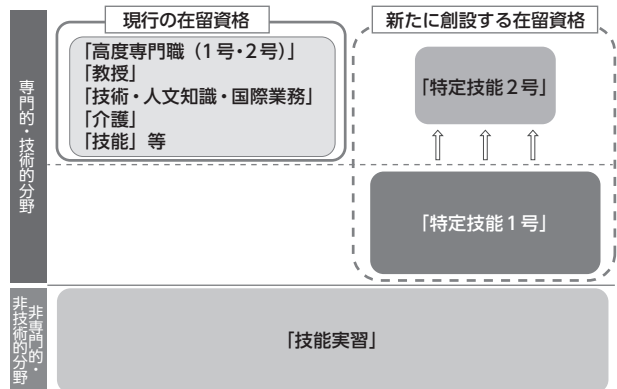 現行の在留資格
「高度専門職（1号・2号）」
「教授」
「技術・人文知識・国際業務」
「介護」
「技能」等
新たに創設する在留資格
「特定技能2号」
「特定技能1号」
専門的・技術的分野
非専門的・
非技術的分野
「技能実習」